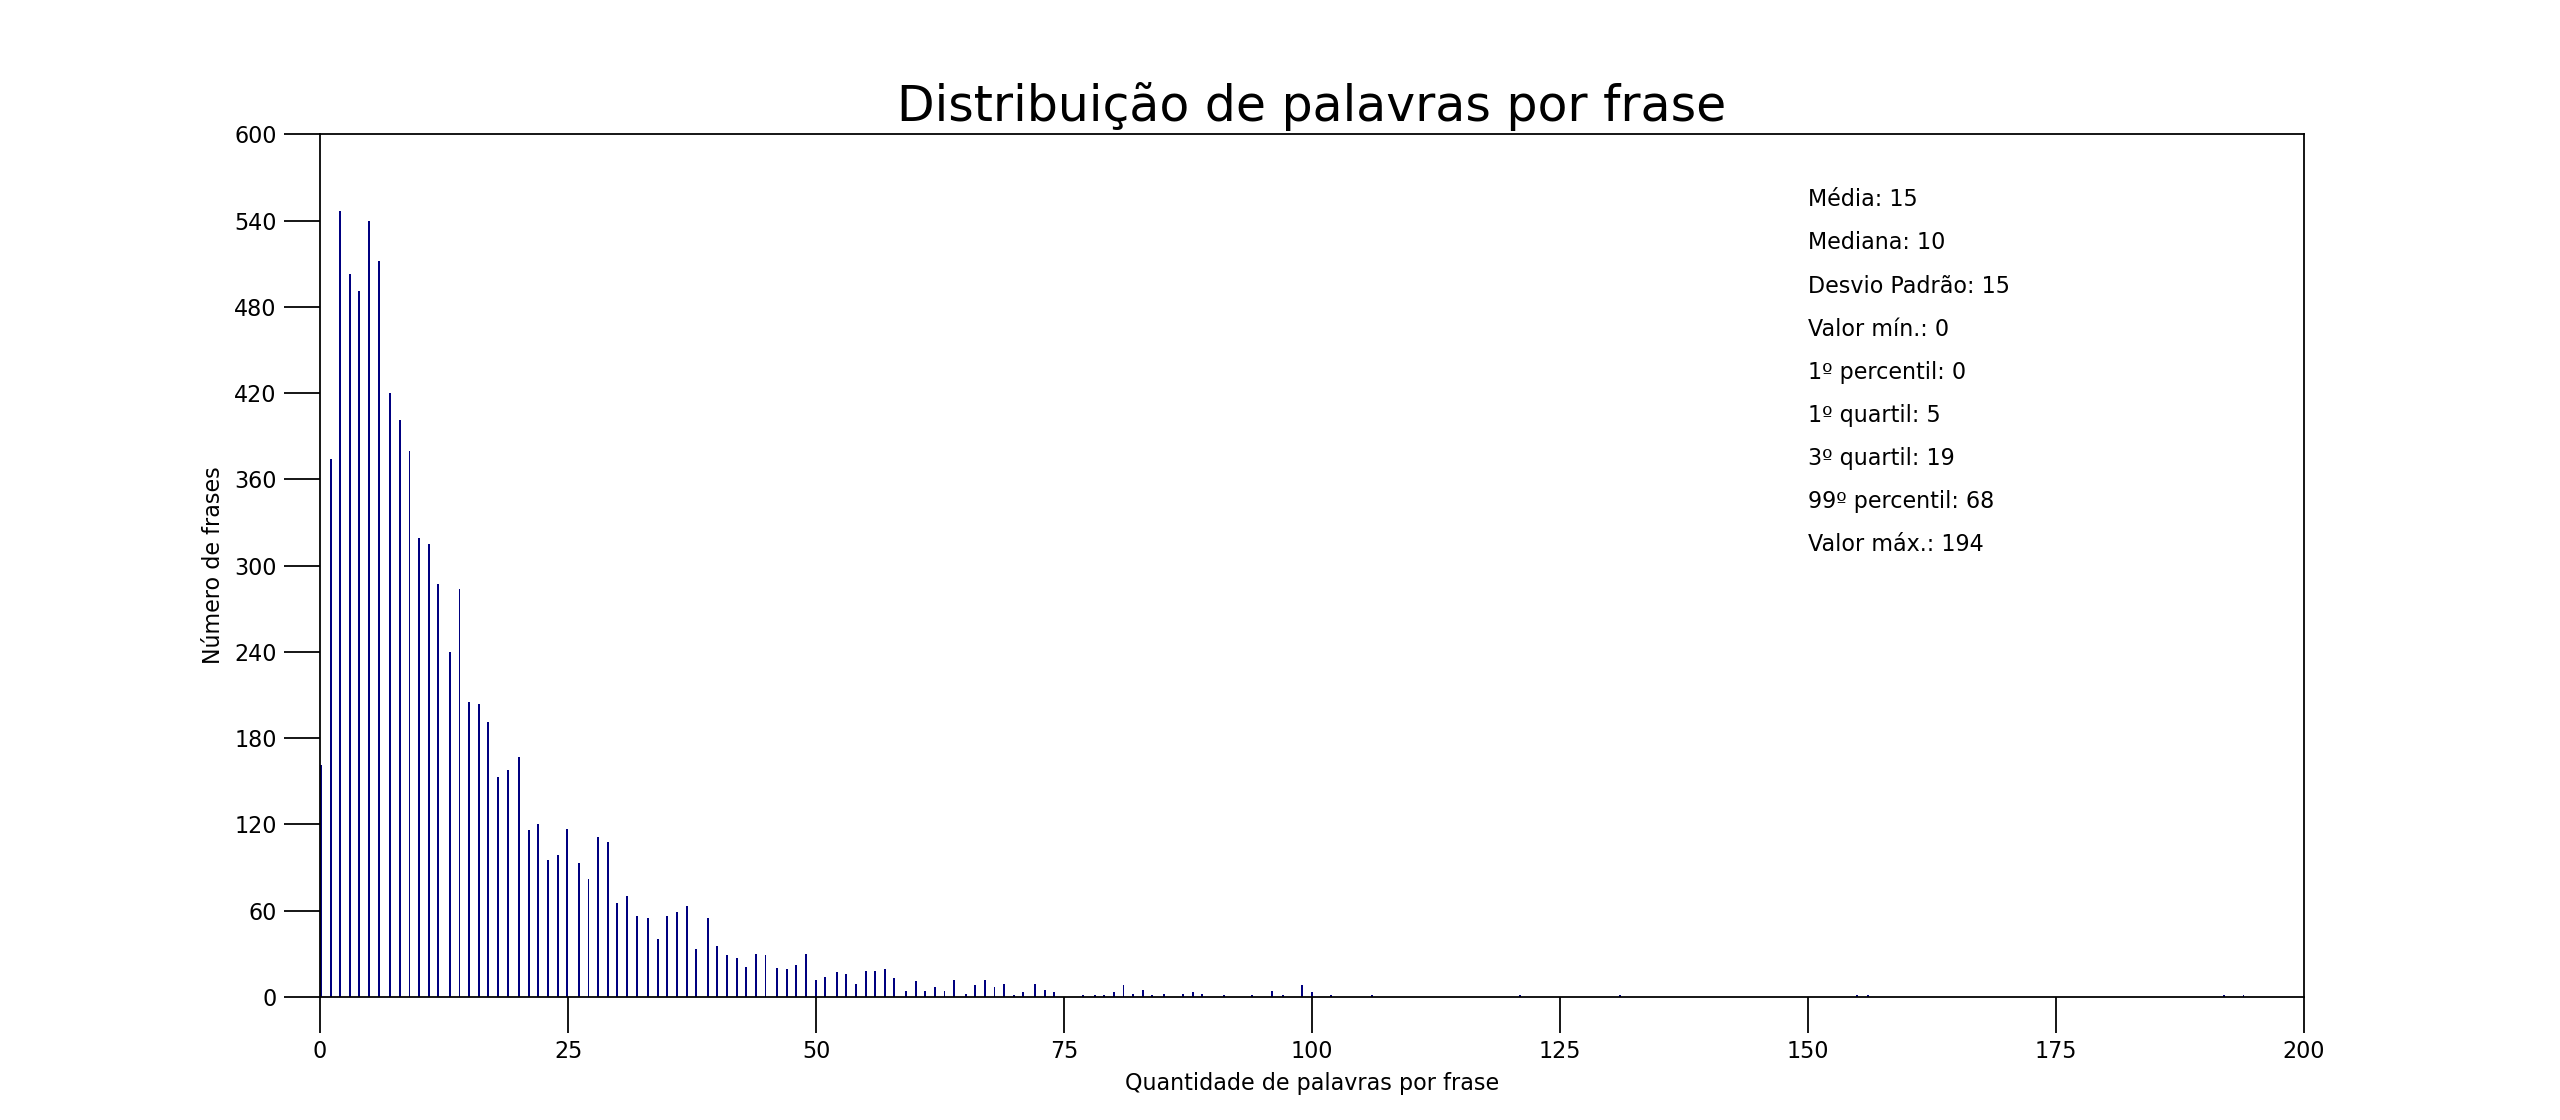 Distribuição de palavras por frase
600
540
480
420
360
300
240
180
120
60
0
Número de frases
Média: 15
Mediana: 10
Desvio Padrão: 15
Valor mín.: 0
1º percentil: 0
1º quartil: 5
3º quartil: 19
99º percentil: 68
Valor máx.: 194
0 25 50 75 100 125 150 175 200
Quantidade de palavras por frase